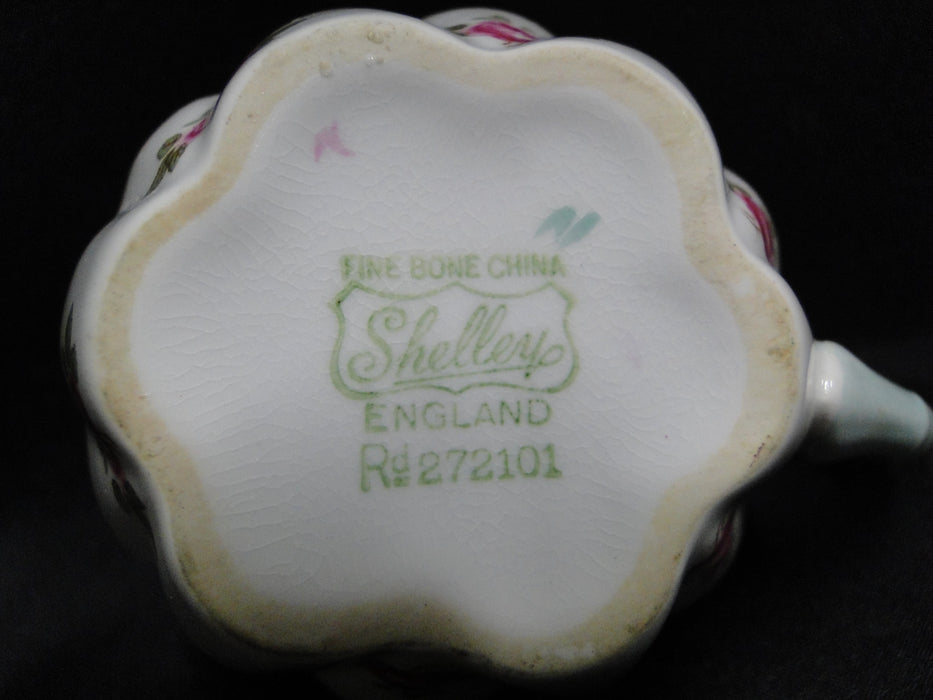 FINE BONE CHINA
Shelley
ENGLAND
Rd 272101